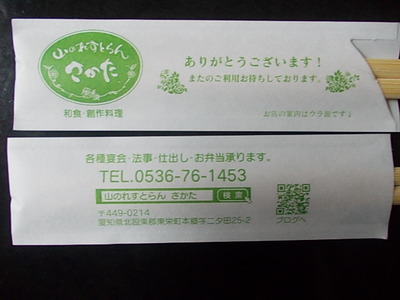 山のれすとらん
さかた
和食・創作料理
ありがとうございます!
またのご利用お待ちしております。
お店の案内はウラ面です♪
各種宴会・法事・仕出し・お弁当承ります。
TEL.0536-76-1453
山のれすとらん さかた 検索
〒449-0214
愛知県北設楽郡東栄町本郷字二タ田25-2
ブログへ